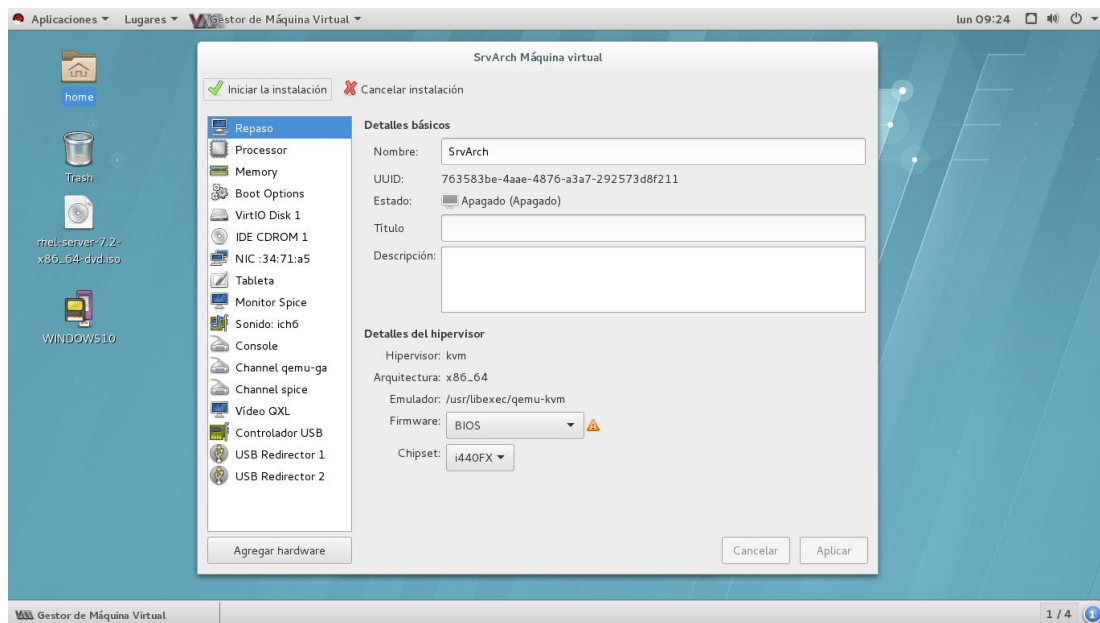 Aplicaciones Lugares Gestor de Máquina Virtual lun 09:24
home
Trash
rhel-server-7.2-
x86_64-dvd.iso
WINDOWS10
SrvArch Máquina virtual
Iniciar la instalación Cancelar instalación
Repaso
Processor
Memory
Boot Options
VirtIO Disk 1
IDE CDROM 1
NIC :34:71:a5
Tableta
Monitor Spice
Sonido: ich6
Console
Channel qemu-ga
Channel spice
Vídeo QXL
Controlador USB
USB Redirector 1
USB Redirector 2
Agregar hardware
Detalles básicos
Nombre: SrvArch
UUID: 763583be-4aae-4876-a3a7-292573d8f211
Estado: Apagado (Apagado)
Título
Descripción:
Detalles del hipervisor
Hipervisor: kvm
Arquitectura: x86_64
Emulador: /usr/libexec/qemu-kvm
Firmware: BIOS
Chipset: i440FX
Cancelar Aplicar
Gestor de Máquina Virtual 1 / 4 1